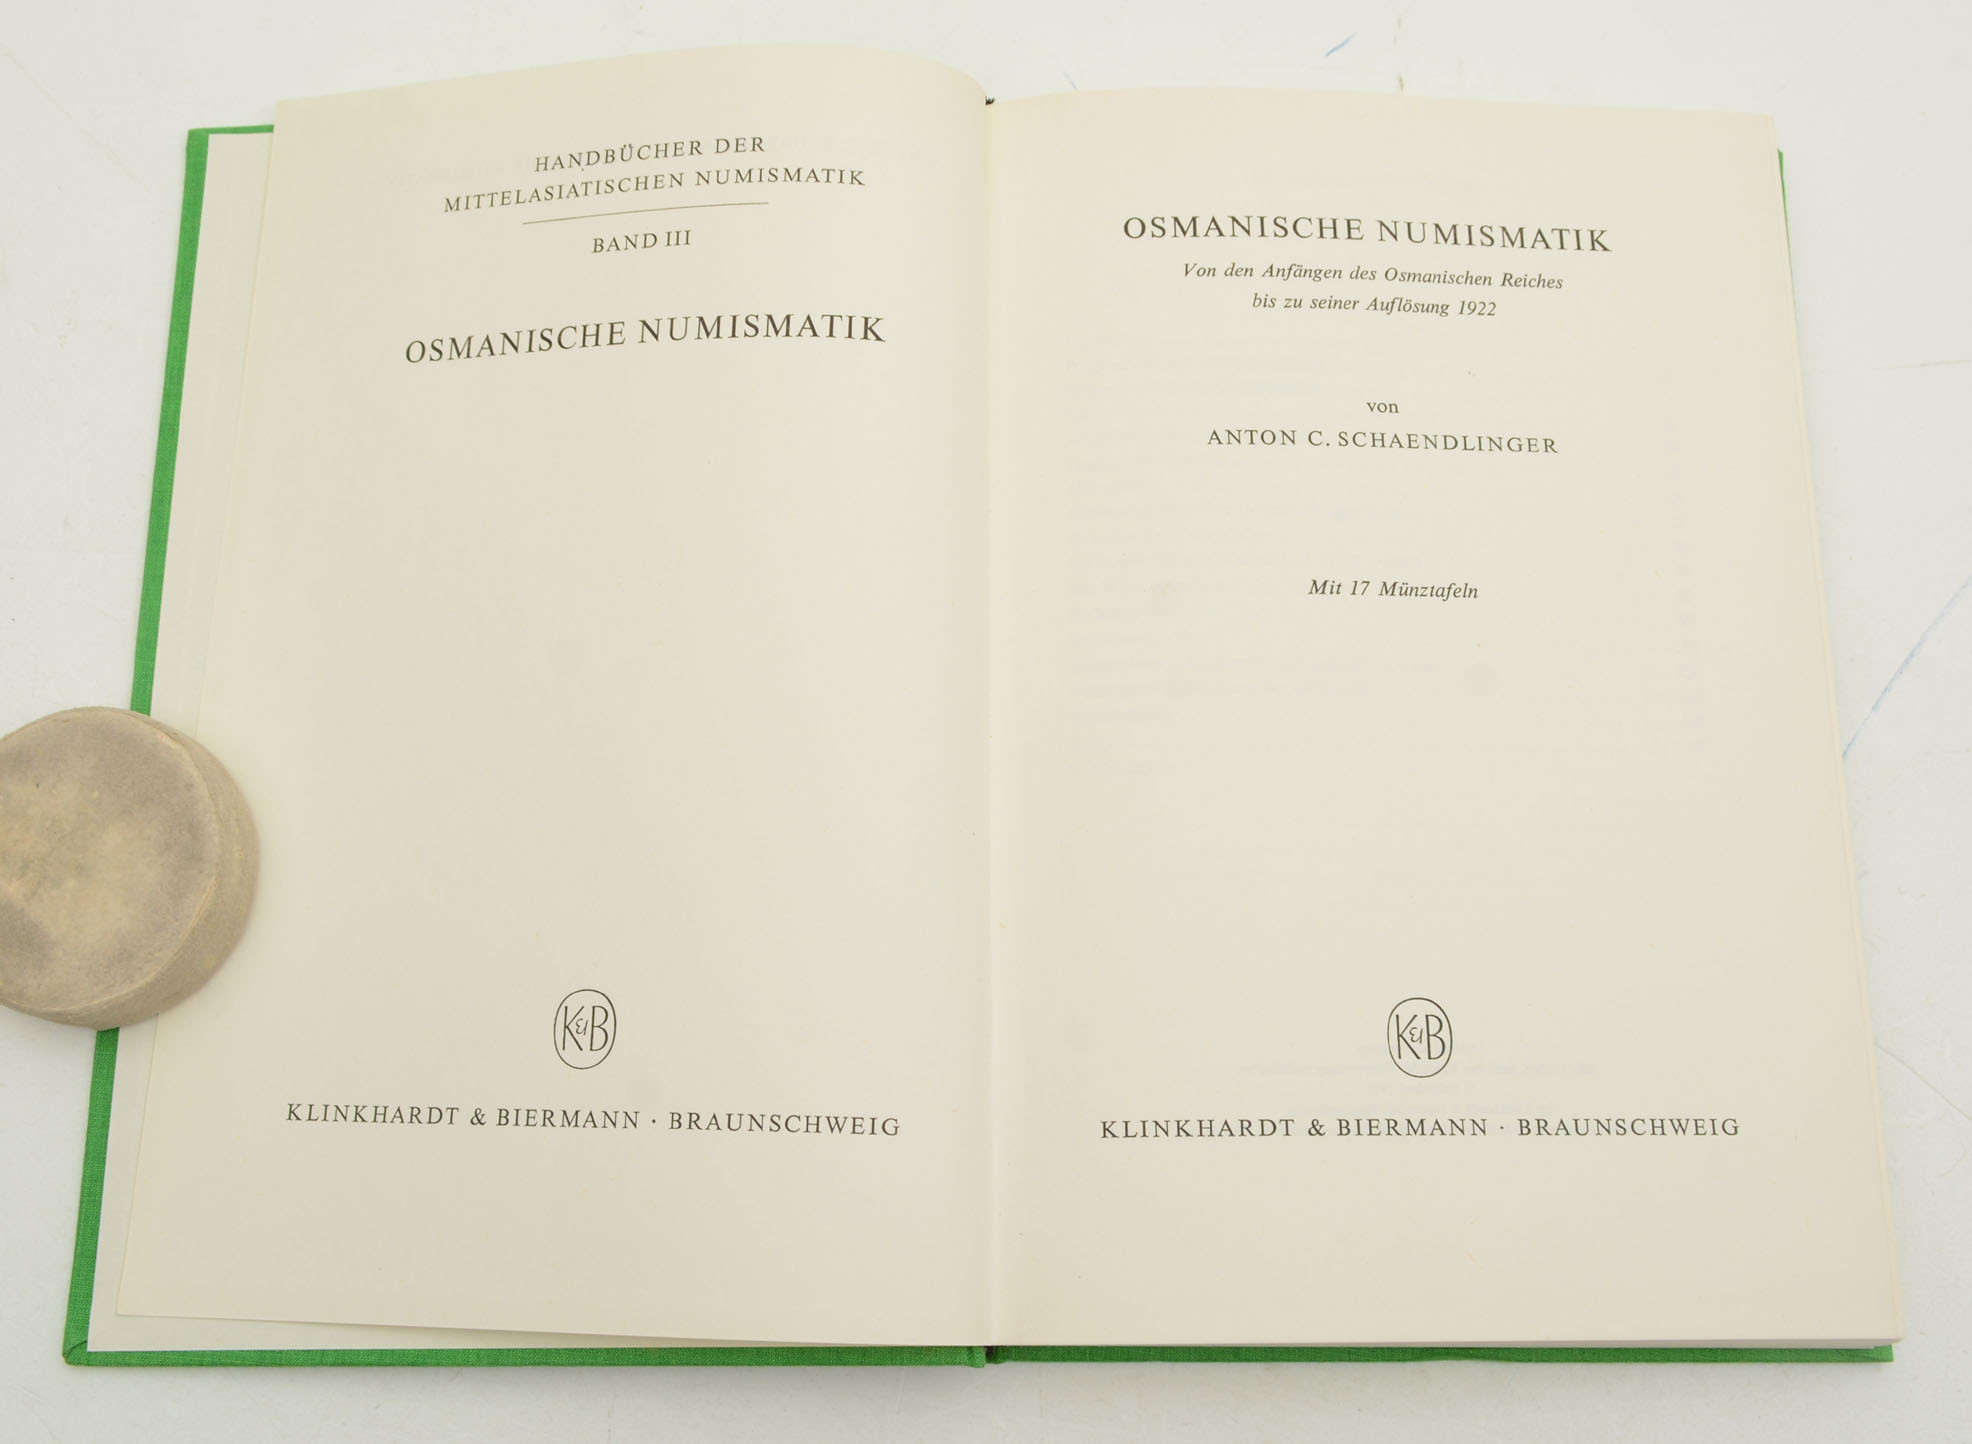 HANDBÜCHER DER
MITTELASIATISCHEN NUMISMATIK
BAND III
OSMANISCHE NUMISMATIK
K & B
KLINKHARDT & BIERMANN · BRAUNSCHWEIG
OSMANISCHE NUMISMATIK
Von den Anfängen des Osmanischen Reiches
bis zu seiner Auflösung 1922
von
ANTON C. SCHAENDLINGER
Mit 17 Münztafeln
K & B
KLINKHARDT & BIERMANN · BRAUNSCHWEIG